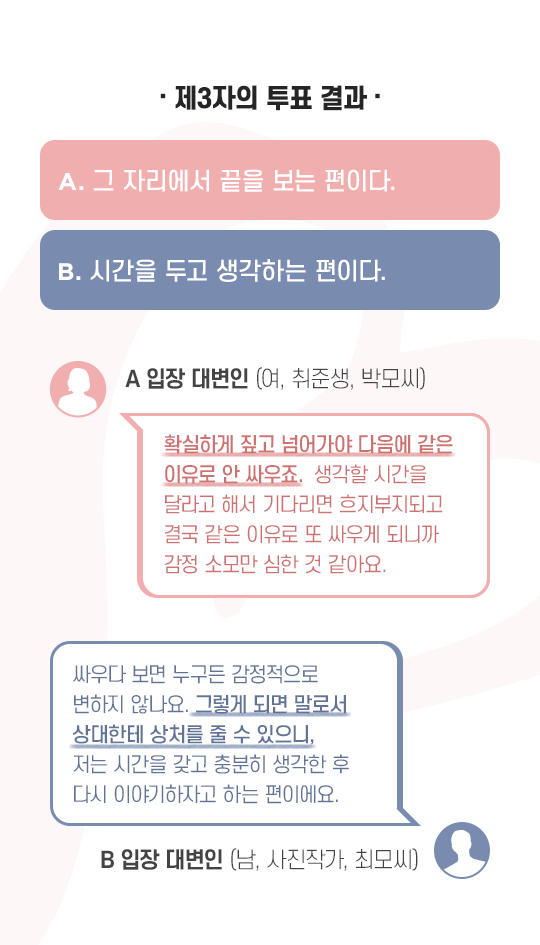 · 제3자의 투표 결과 ·
A. 그 자리에서 끝을 보는 편이다.
B. 시간을 두고 생각하는 편이다.
A 입장 대변인 (여, 취준생, 박모씨)
확실하게 짚고 넘어가야 다음에 같은
이유로 안 싸우죠. 생각할 시간을
달라고 해서 기다리면 흐지부지되고
결국 같은 이유로 또 싸우게 되니까
감정 소모만 심한 것 같아요.
싸우다 보면 누구든 감정적으로
변하지 않나요. 그렇게 되면 말로서
상대한테 상처를 줄 수 있으니,
저는 시간을 갖고 충분히 생각한 후
다시 이야기하자고 하는 편이에요.
B 입장 대변인 (남, 사진작가, 최모씨)